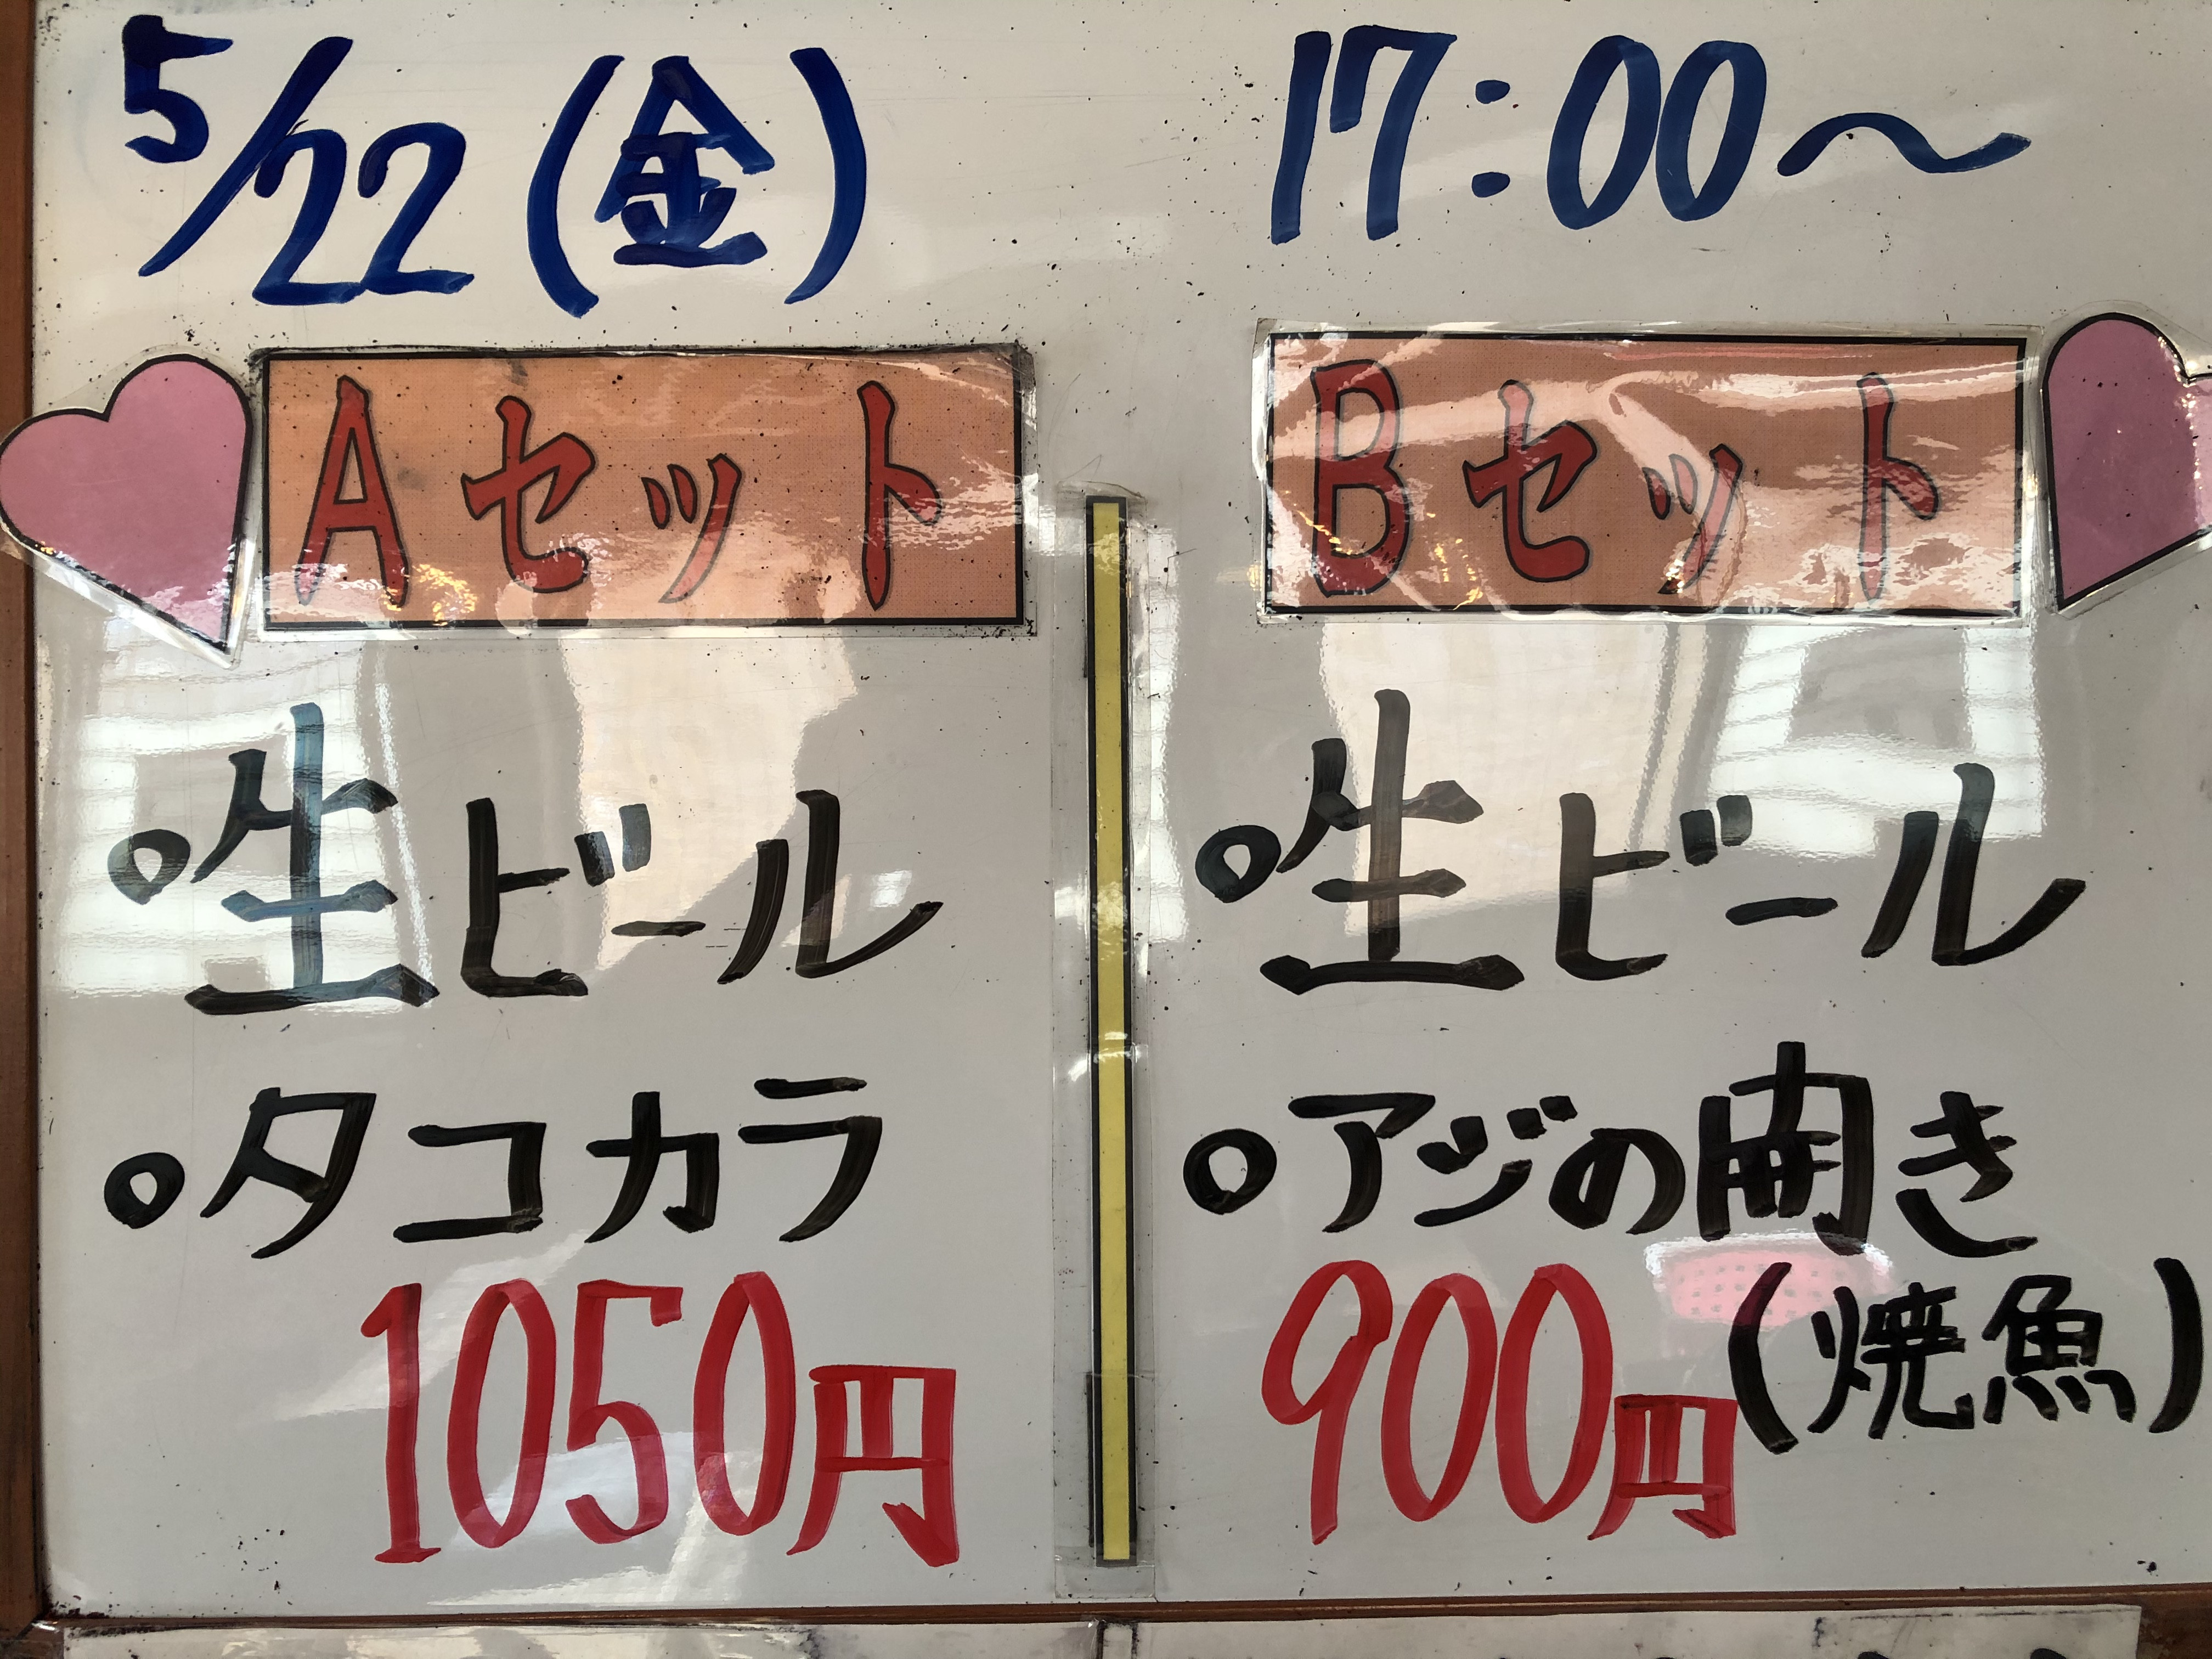 5/22(金) 17:00～
Aセット
○生ビール
○タコカラ
1050円
Bセット
○生ビール
○アジの開き
(焼魚)
900円